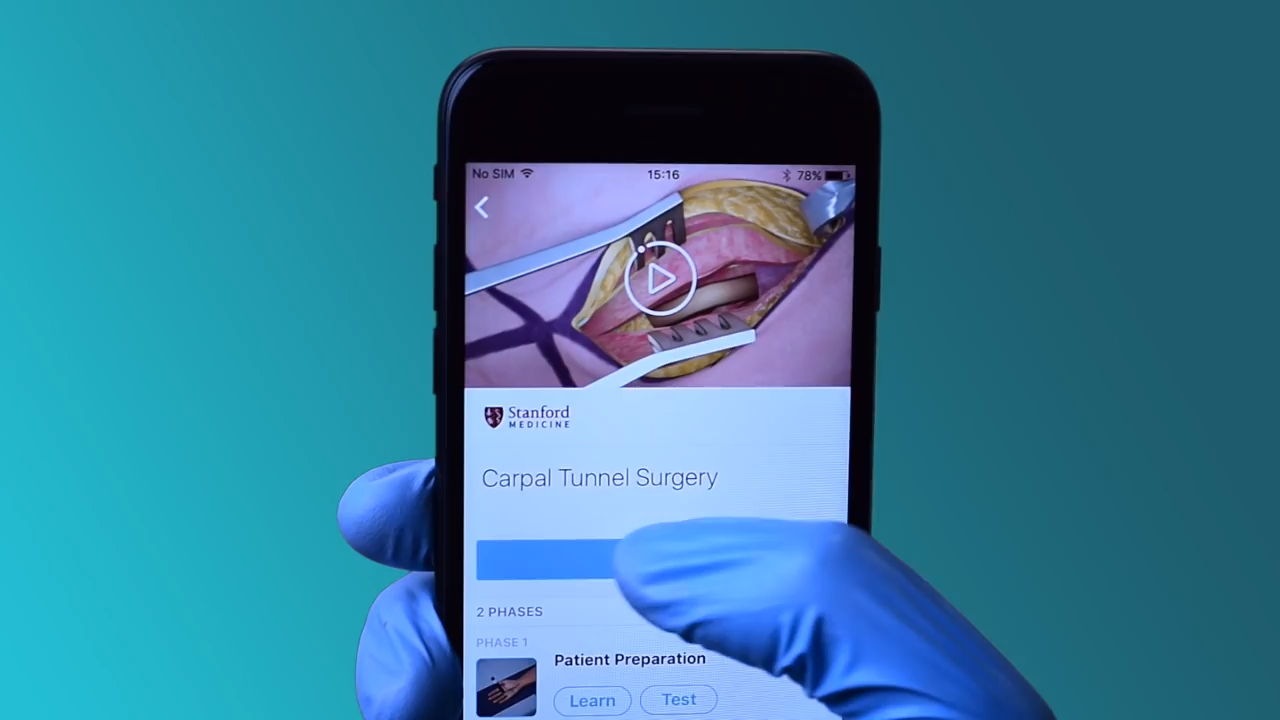 No SIM 15:16 78%
Stanford
MEDICINE
Carpal Tunnel Surgery
2 PHASES
PHASE 1
Patient Preparation
Learn Test